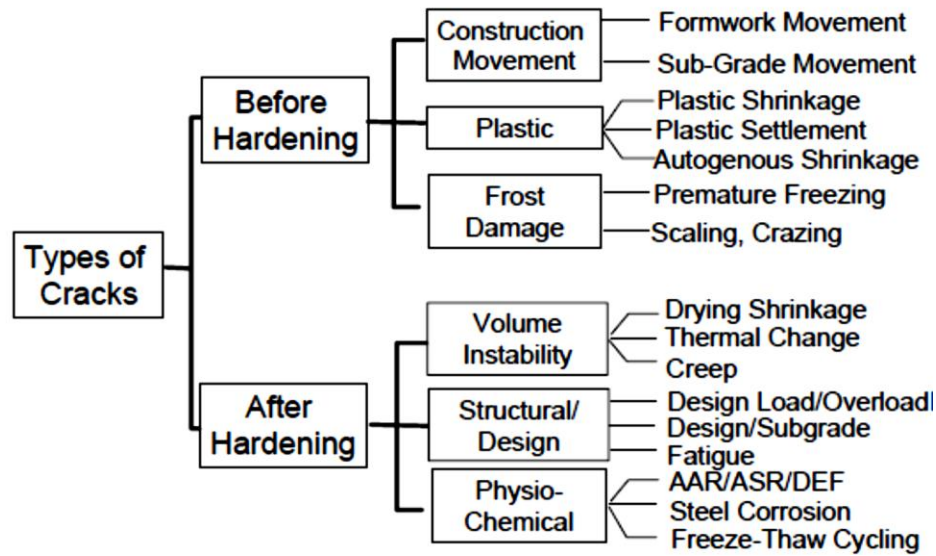 Types of
Cracks
Before
Hardening
Construction
Movement
Formwork Movement
Sub-Grade Movement
Plastic
Plastic Shrinkage
Plastic Settlement
Autogenous Shrinkage
Frost
Damage
Premature Freezing
Scaling, Crazing
After
Hardening
Volume
Instability
Drying Shrinkage
Thermal Change
Creep
Structural/
Design
Design Load/Overload
Design/Subgrade
Fatigue
Physio-
Chemical
AAR/ASR/DEF
Steel Corrosion
Freeze-Thaw Cycling